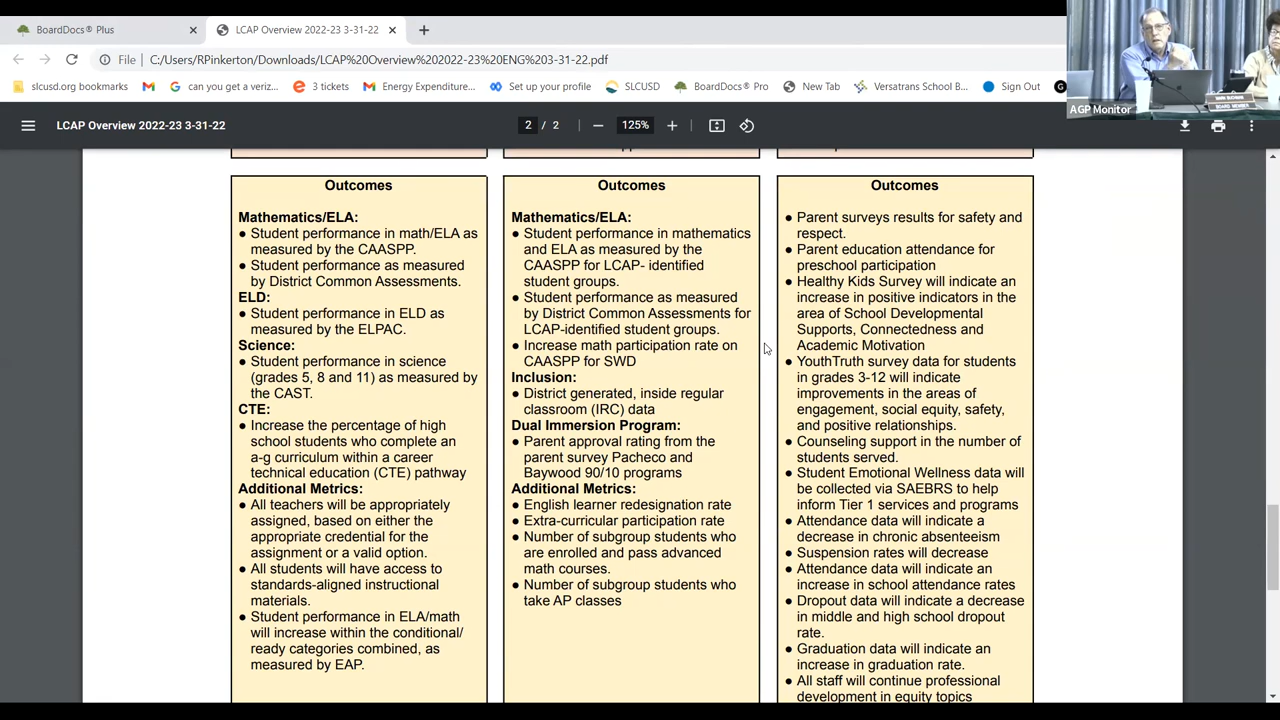 BoardDocs® Plus
LCAP Overview 2022-23 3-31-22
File
C:/Users/RPinkerton/Downloads/LCAP%20Overview%202022-23%20ENG%203-31-22.pdf
slcusd.org bookmarks
can you get a veriz...
3 tickets
Energy Expenditure...
Set up your profile
SLCUSD
BoardDocs® Pro
New Tab
Versatrans School B...
Sign Out
AGP Monitor
BOARD MEMBER
LCAP Overview 2022-23 3-31-22
2 / 2
125%
Outcomes
Mathematics/ELA:
● Student performance in math/ELA as
measured by the CAASPP.
● Student performance as measured
by District Common Assessments.
ELD:
● Student performance in ELD as
measured by the ELPAC.
Science:
● Student performance in science
(grades 5, 8 and 11) as measured by
the CAST.
CTE:
● Increase the percentage of high
school students who complete an
a-g curriculum within a career
technical education (CTE) pathway
Additional Metrics:
● All teachers will be appropriately
assigned, based on either the
appropriate credential for the
assignment or a valid option.
● All students will have access to
standards-aligned instructional
materials.
● Student performance in ELA/math
will increase within the conditional/
ready categories combined, as
measured by EAP.
Outcomes
Mathematics/ELA:
● Student performance in mathematics
and ELA as measured by the
CAASPP for LCAP- identified
student groups.
● Student performance as measured
by District Common Assessments for
LCAP-identified student groups.
● Increase math participation rate on
CAASPP for SWD
Inclusion:
● District generated, inside regular
classroom (IRC) data
Dual Immersion Program:
● Parent approval rating from the
parent survey Pacheco and
Baywood 90/10 programs
Additional Metrics:
● English learner redesignation rate
● Extra-curricular participation rate
● Number of subgroup students who
are enrolled and pass advanced
math courses.
● Number of subgroup students who
take AP classes
Outcomes
● Parent surveys results for safety and
respect.
● Parent education attendance for
preschool participation
● Healthy Kids Survey will indicate an
increase in positive indicators in the
area of School Developmental
Supports, Connectedness and
Academic Motivation
● YouthTruth survey data for students
in grades 3-12 will indicate
improvements in the areas of
engagement, social equity, safety,
and positive relationships.
● Counseling support in the number of
students served.
● Student Emotional Wellness data will
be collected via SAEBRS to help
inform Tier 1 services and programs
● Attendance data will indicate a
decrease in chronic absenteeism
● Suspension rates will decrease
● Attendance data will indicate an
increase in school attendance rates
● Dropout data will indicate a decrease
in middle and high school dropout
rate.
● Graduation data will indicate an
increase in graduation rate.
● All staff will continue professional
development in equity topics